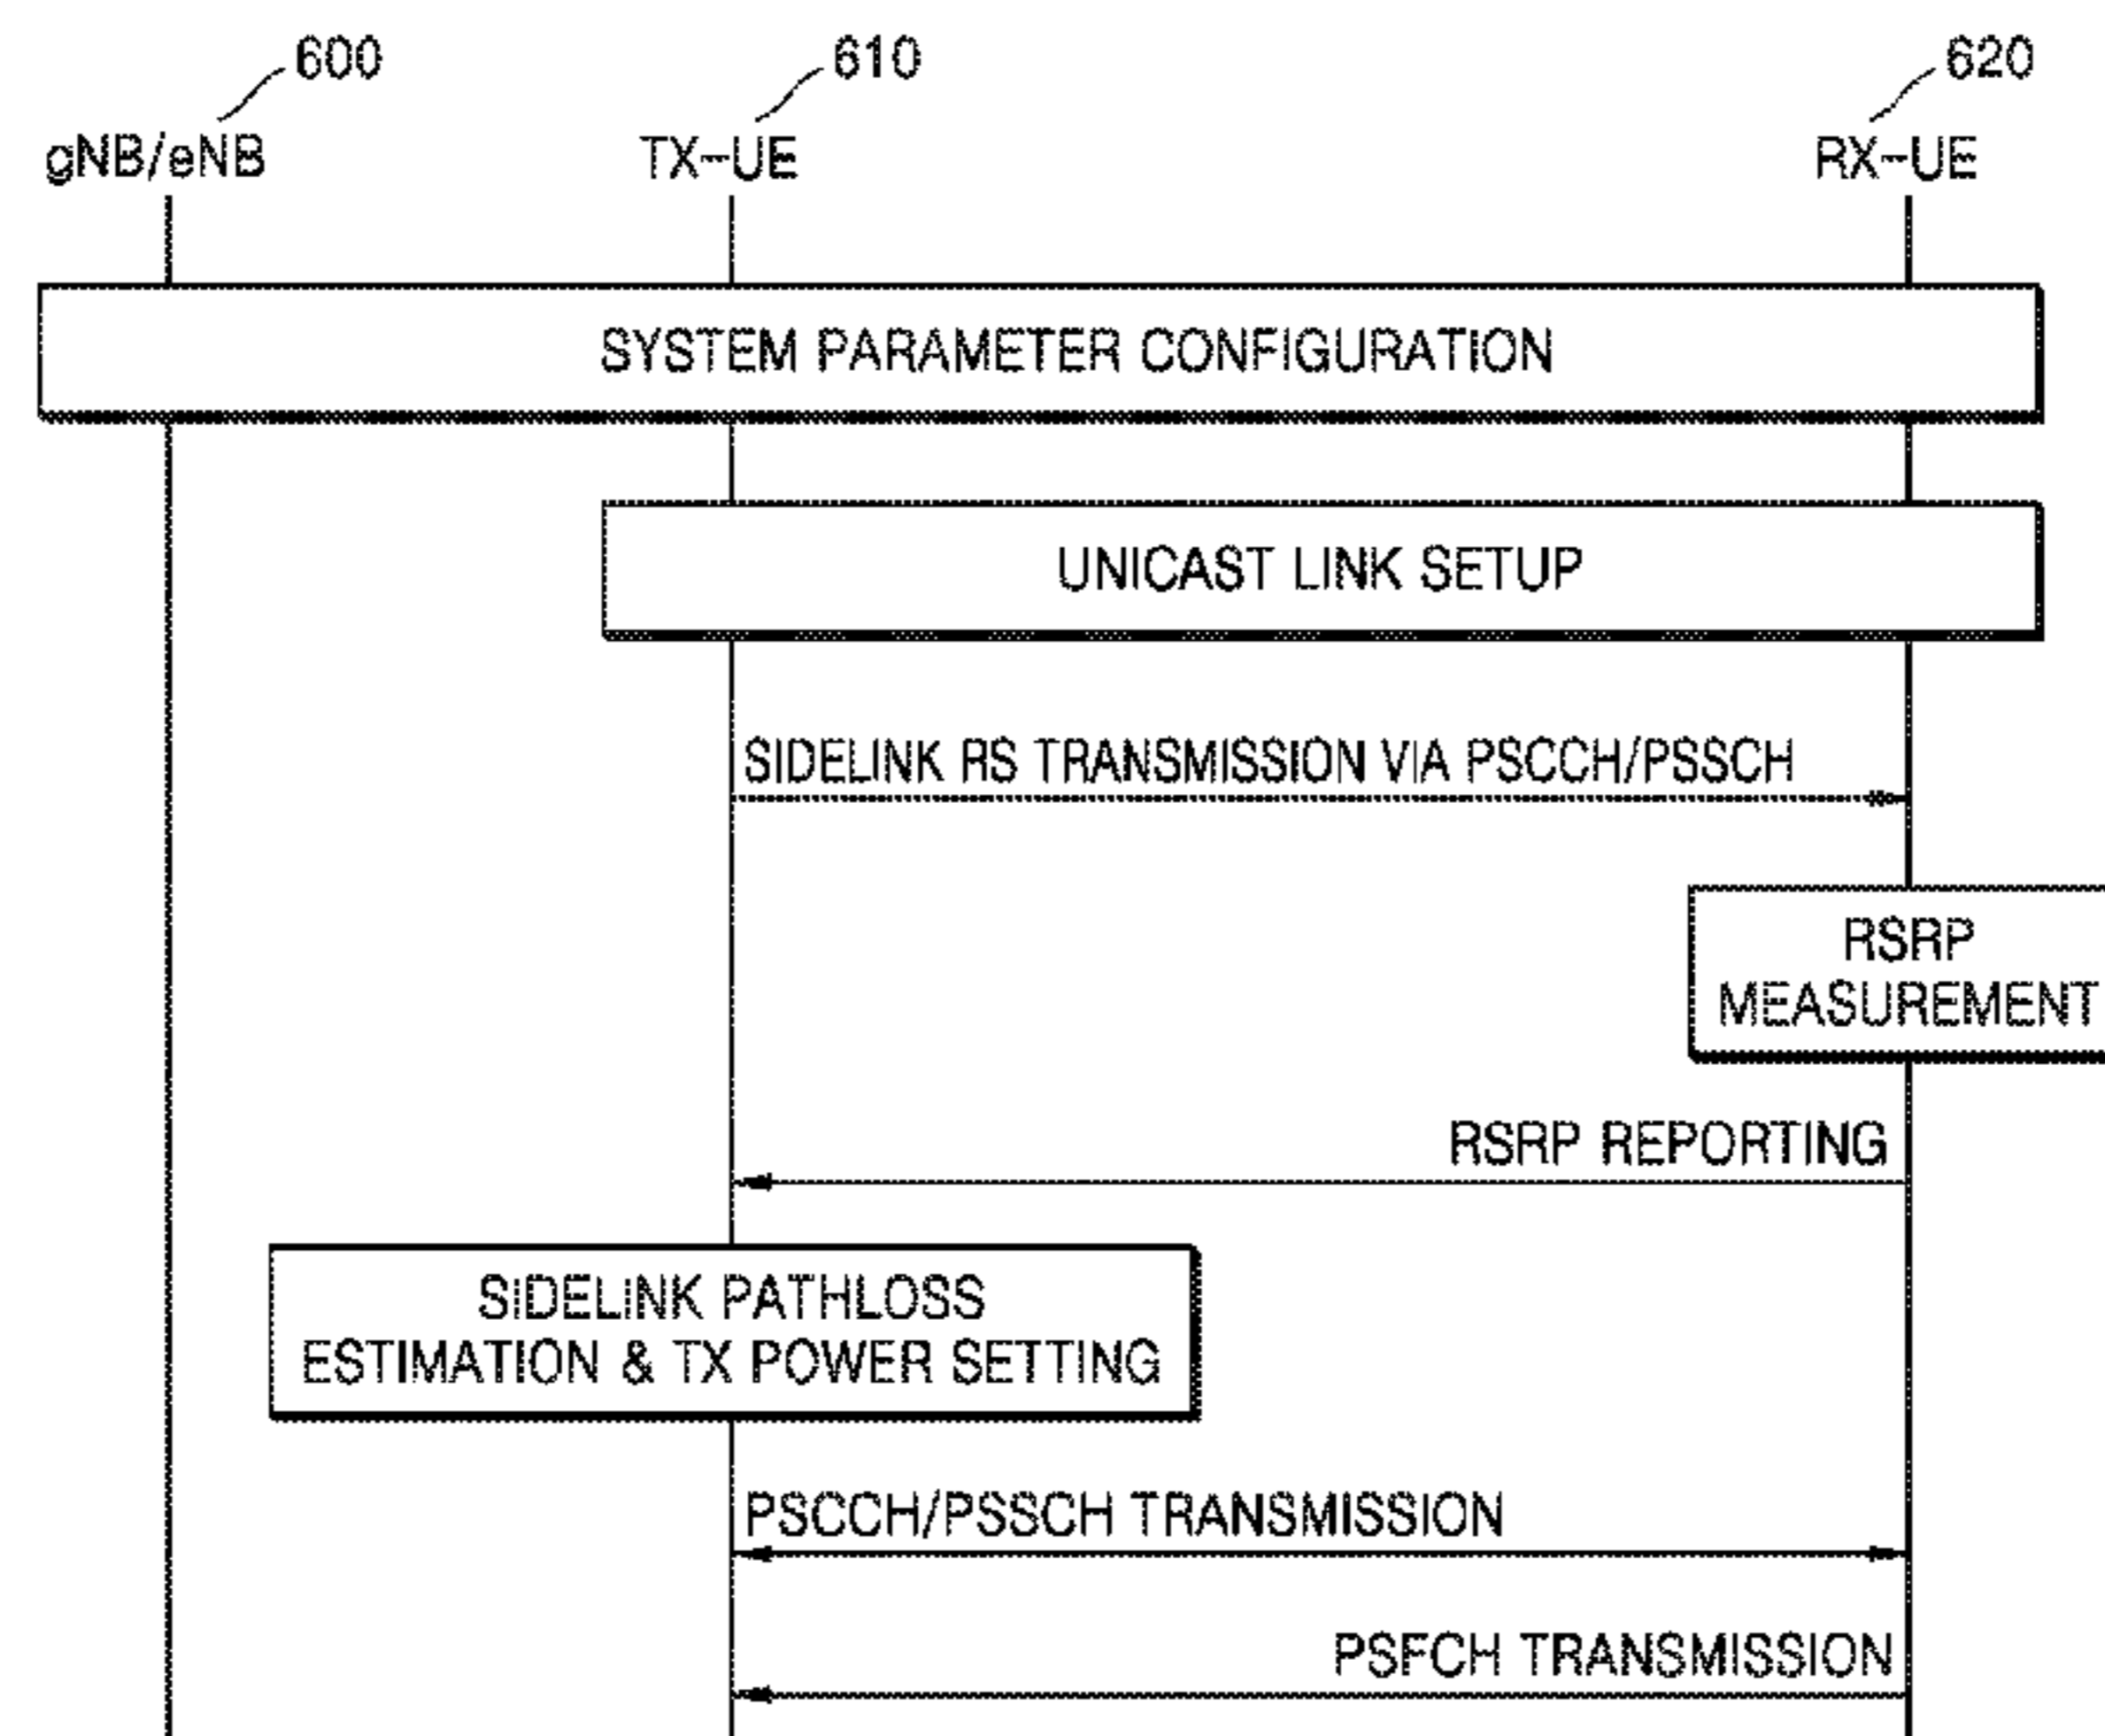 600
610
620
gNB/eNB
TX-UE
RX-UE
SYSTEM PARAMETER CONFIGURATION
UNICAST LINK SETUP
SIDELINK RS TRANSMISSION VIA PSCCH/PSSCH
RSRP
MEASUREMENT
RSRP REPORTING
SIDELINK PATHLOSS
ESTIMATION & TX POWER SETTING
PSCCH/PSSCH TRANSMISSION
PSFCH TRANSMISSION